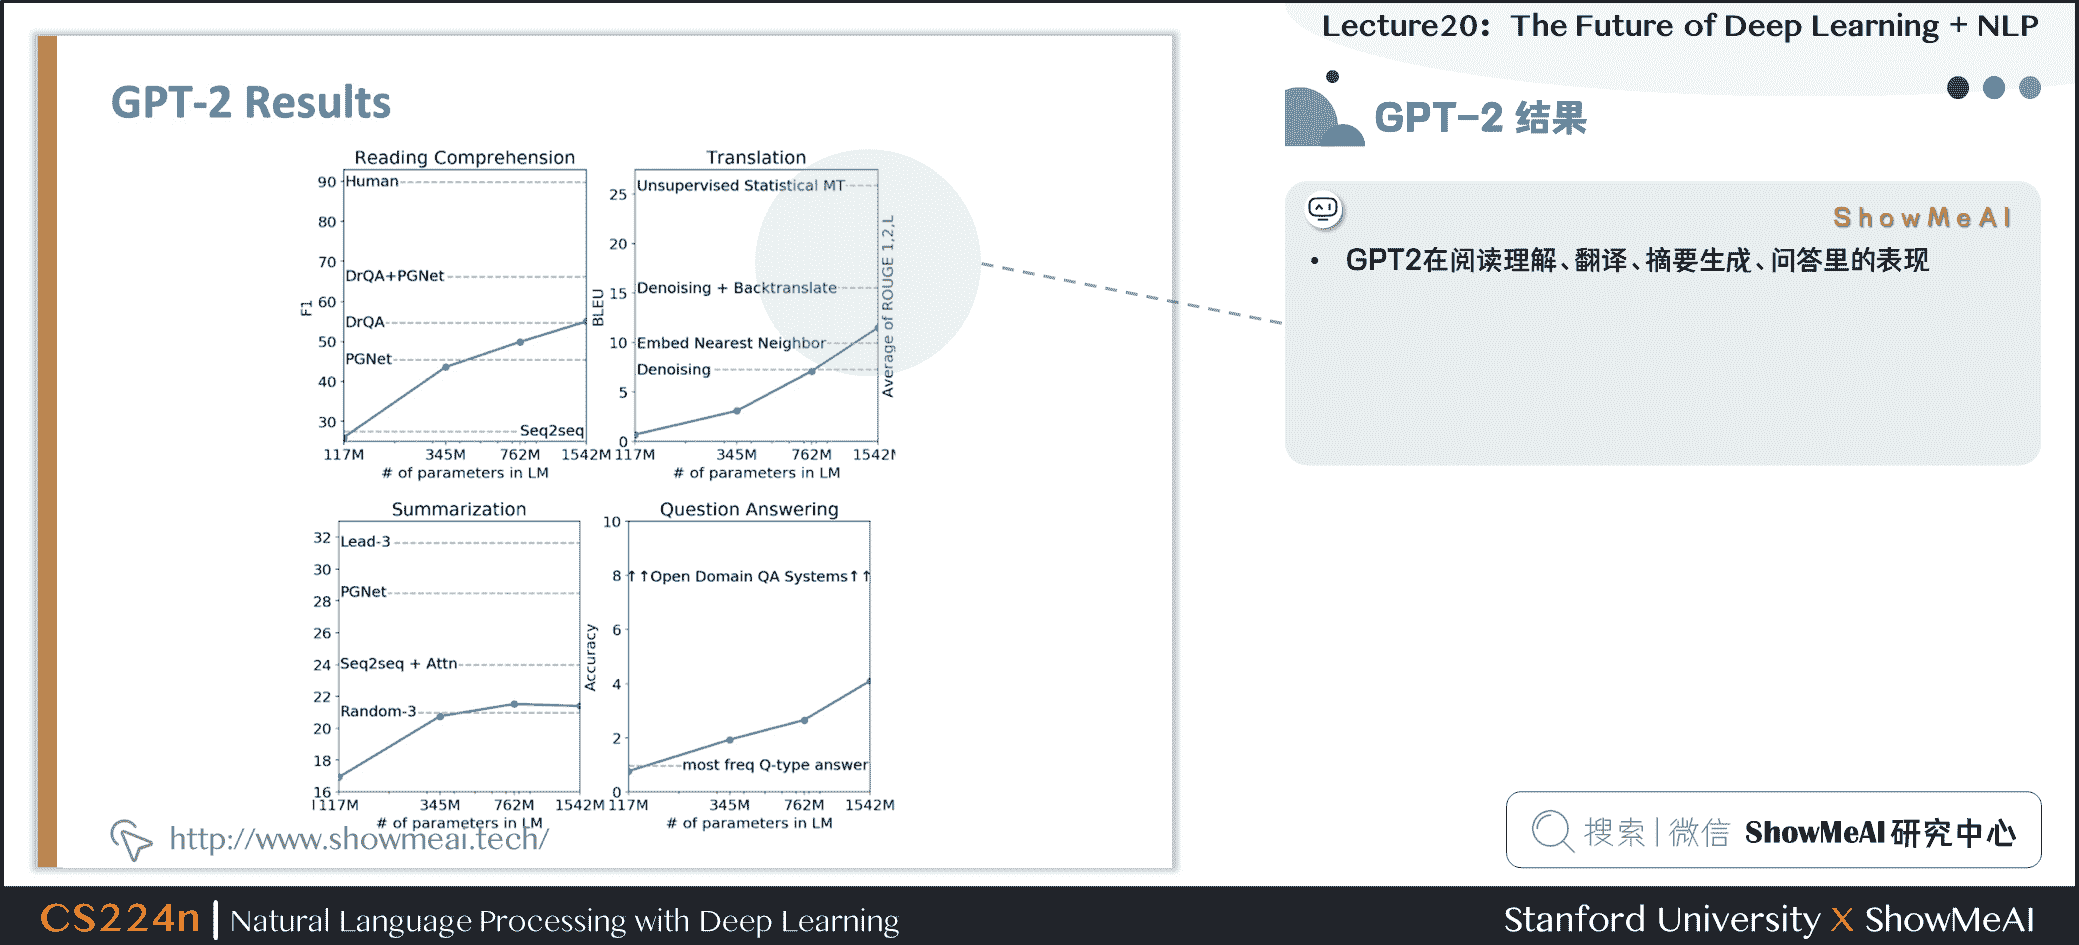 Lecture20: The Future of Deep Learning + NLP
GPT-2 Results
Reading Comprehension
F1
90
80
70
60
50
40
30
Human
DrQA+PGNet
DrQA
PGNet
Seq2seq
117M 345M 762M 1542M
# of parameters in LM
Translation
BLEU
25
20
15
10
5
0
Unsupervised Statistical MT
Denoising + Backtranslate
Embed Nearest Neighbor
Denoising
117M 345M 762M 1542M
# of parameters in LM
Average of ROUGE 1,2,L
Summarization
32
30
28
26
24
22
20
18
16
Lead-3
PGNet
Seq2seq + Attn
Random-3
117M 345M 762M 1542M
# of parameters in LM
Question Answering
Accuracy
10
8
6
4
2
0
↑↑Open Domain QA Systems↑↑
most freq Q-type answer
117M 345M 762M 1542M
# of parameters in LM
http://www.showmeai.tech/
GPT-2 结果
ShowMeAI
• GPT2在阅读理解、翻译、摘要生成、问答里的表现
搜索 | 微信 ShowMeAI 研究中心
CS224n | Natural Language Processing with Deep Learning
Stanford University X ShowMeAI